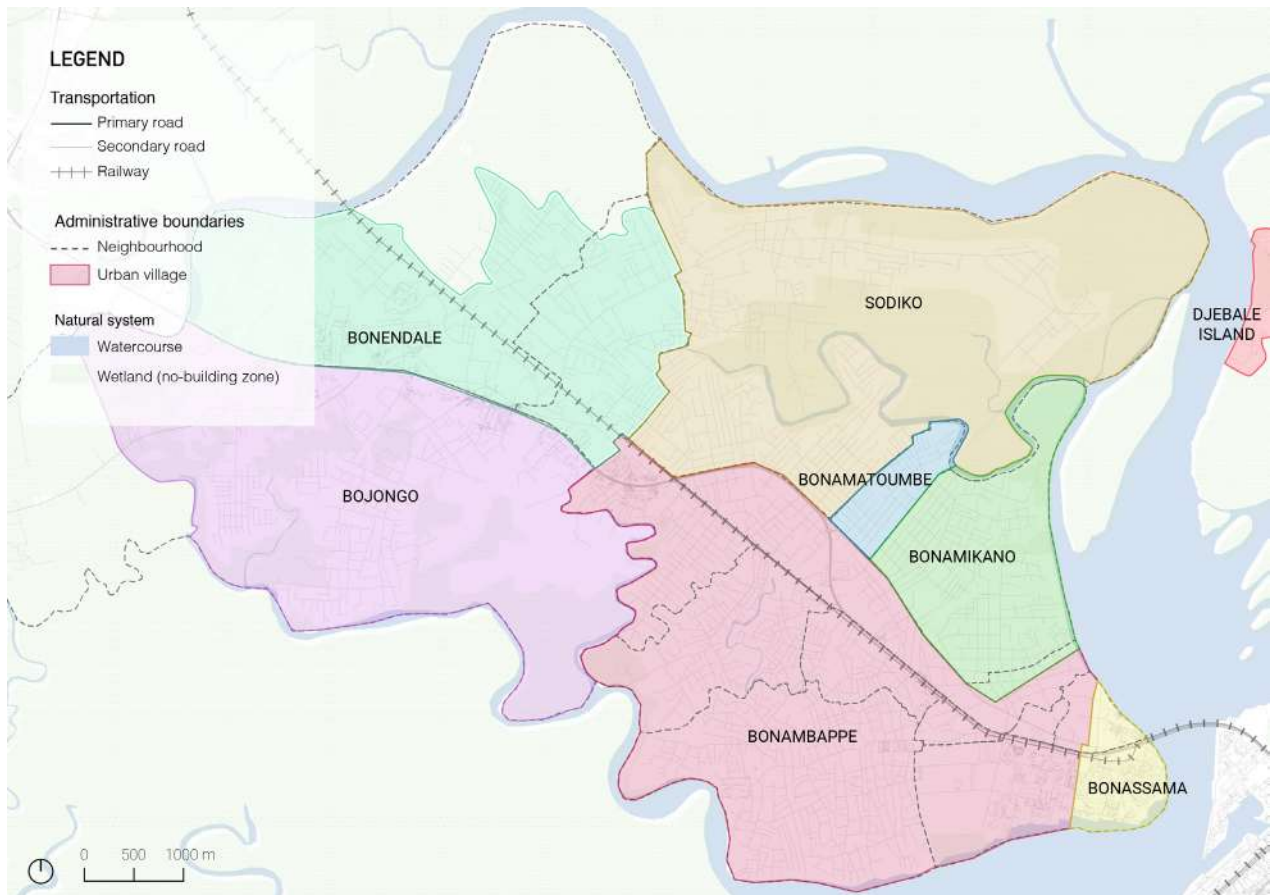 LEGEND
Transportation
Primary road
Secondary road
Railway
Administrative boundaries
Neighbourhood
Urban village
Natural system
Watercourse
Wetland (no-building zone)
SODIKO
DJEBALE
ISLAND
BONENDALE
BONAMATOUMBE
BOJONGO
BONAMIKANO
BONAMBAPPE
BONASSAMA
0 500 1000 m